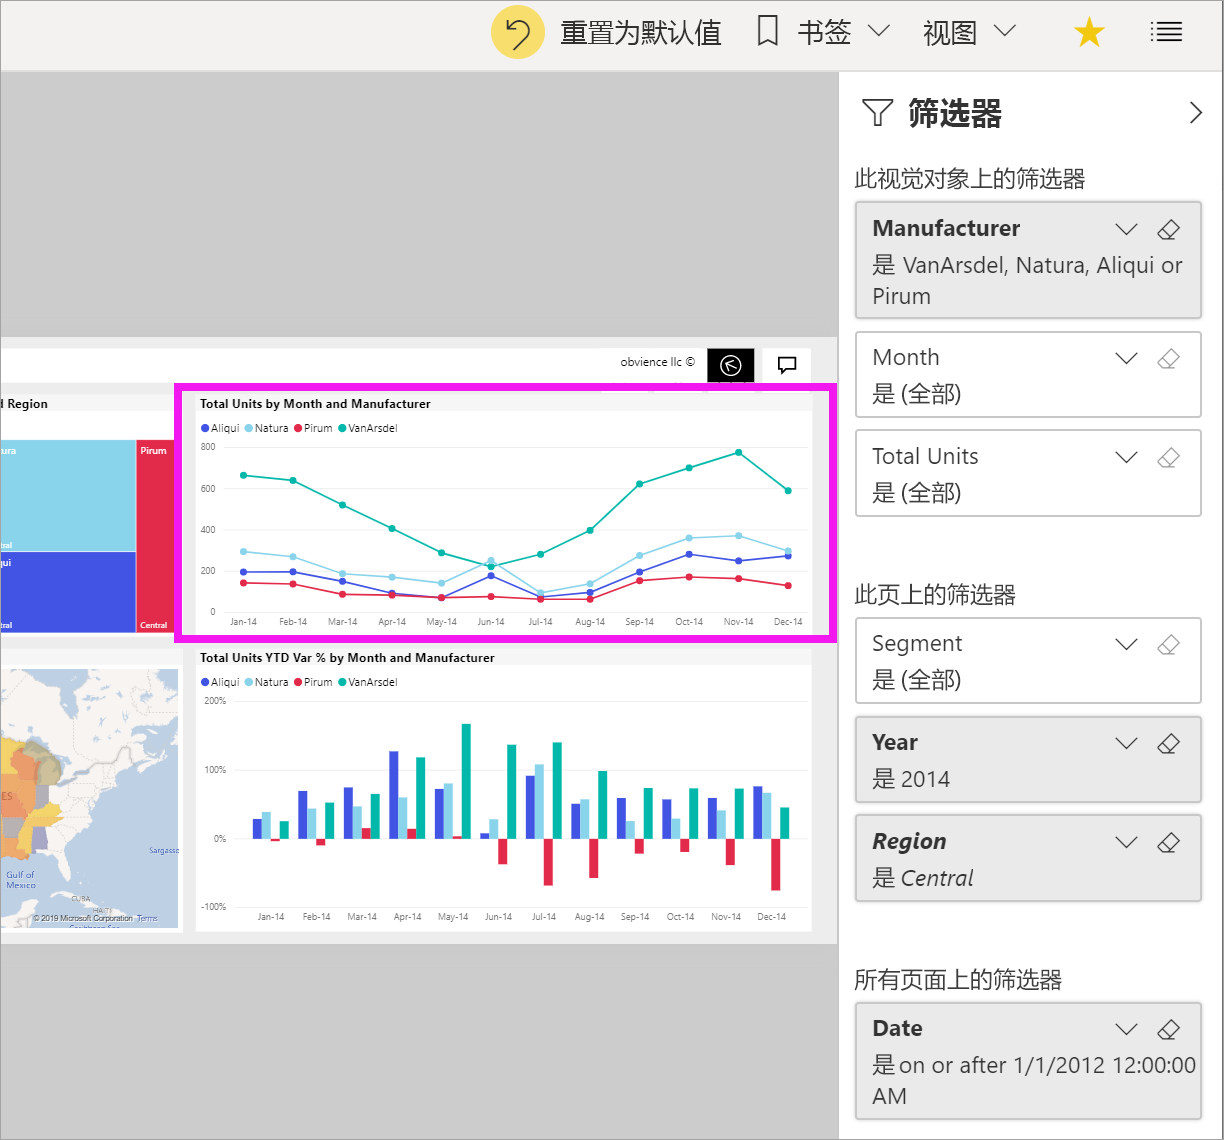 重置为默认值 书签 视图
筛选器
此视觉对象上的筛选器
Manufacturer
是 VanArsdel, Natura, Aliqui or
Pirum
Month
是 (全部)
Total Units
是 (全部)
此页上的筛选器
Segment
是 (全部)
Year
是 2014
Region
是 Central
所有页面上的筛选器
Date
是 on or after 1/1/2012 12:00:00
AM
obvience llc ©
d Region
ura
Pirum
tral
qui
tral
Central
Total Units by Month and Manufacturer
Aliqui Natura Pirum VanArsdel
800
600
400
200
0
Jan-14 Feb-14 Mar-14 Apr-14 May-14 Jun-14 Jul-14 Aug-14 Sep-14 Oct-14 Nov-14 Dec-14
ES
Sargasso
Gulf of
Mexico
CUBA
HAITI
© 2019 Microsoft Corporation Terms
Caribbean Sea
Total Units YTD Var % by Month and Manufacturer
Aliqui Natura Pirum VanArsdel
200%
100%
0%
-100%
Jan-14 Feb-14 Mar-14 Apr-14 May-14 Jun-14 Jul-14 Aug-14 Sep-14 Oct-14 Nov-14 Dec-14